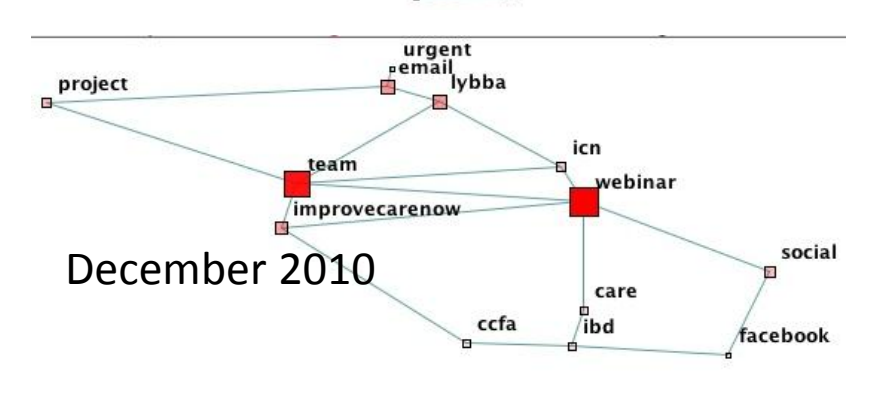 urgent
email
lybba
project
icn
team
webinar
improvecarenow
social
December 2010
care
ccfa
ibd
facebook